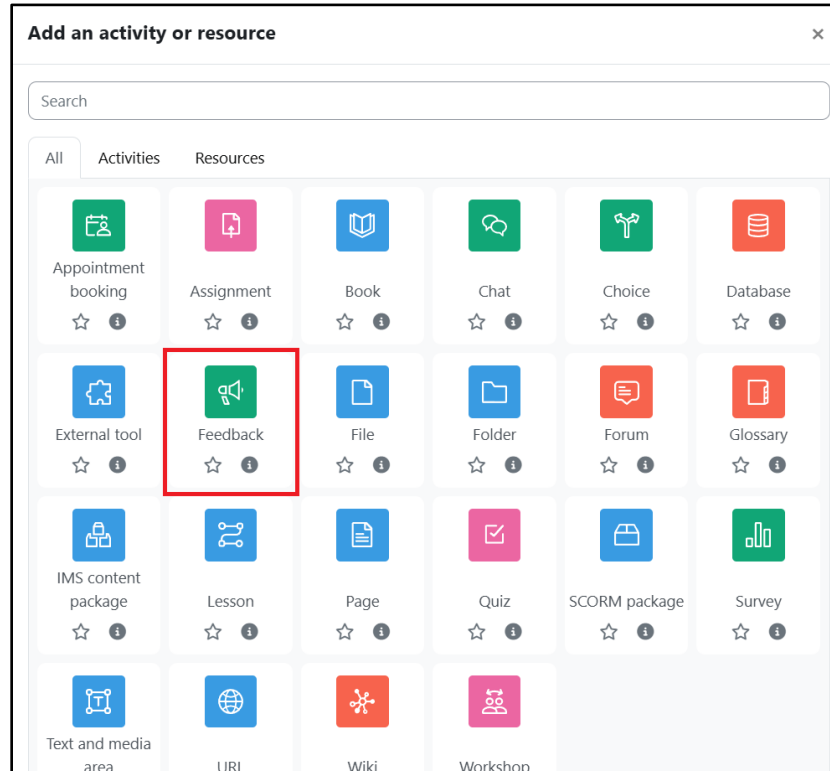 Add an activity or resource
Search
All Activities Resources
Appointment
booking
Assignment
Book
Chat
Choice
Database
External tool
Feedback
File
Folder
Forum
Glossary
IMS content
package
Lesson
Page
Quiz
SCORM package
Survey
Text and media
area
URL
Wiki
Workshop